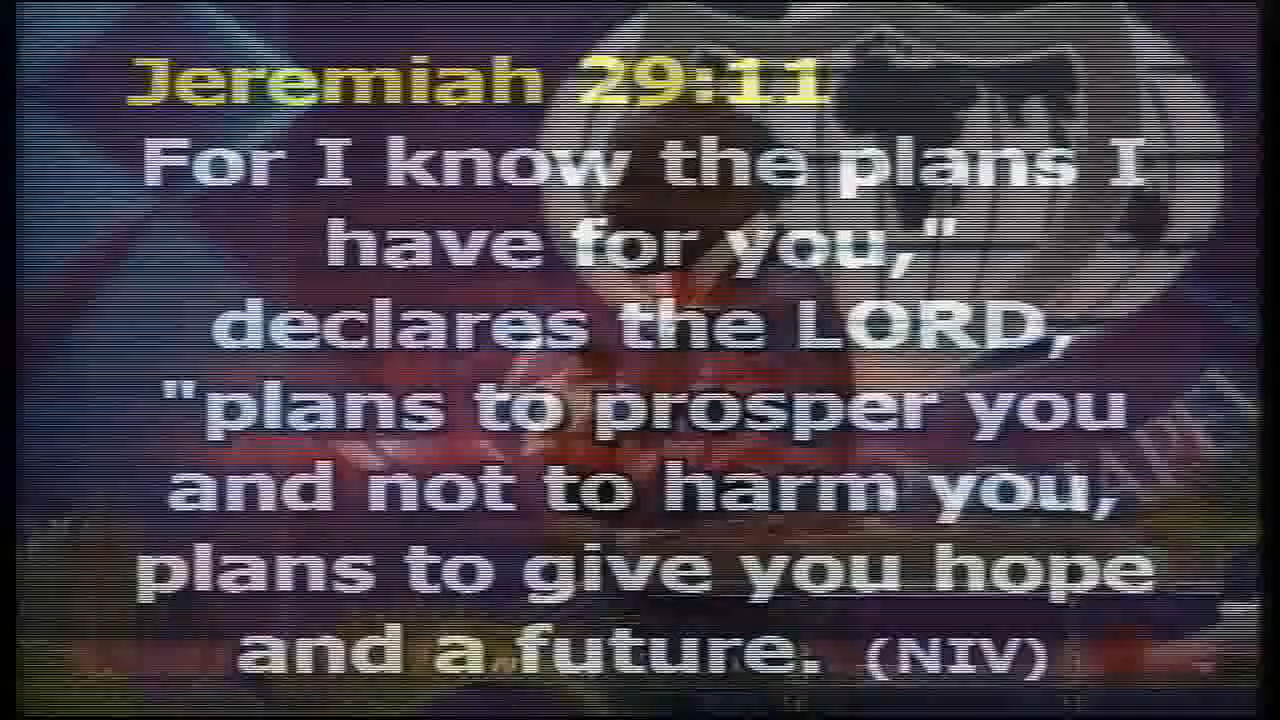 Jeremiah 29:11
For I know the plans I
have for you,"
declares the LORD,
"plans to prosper you
and not to harm you,
plans to give you hope
and a future. (NIV)